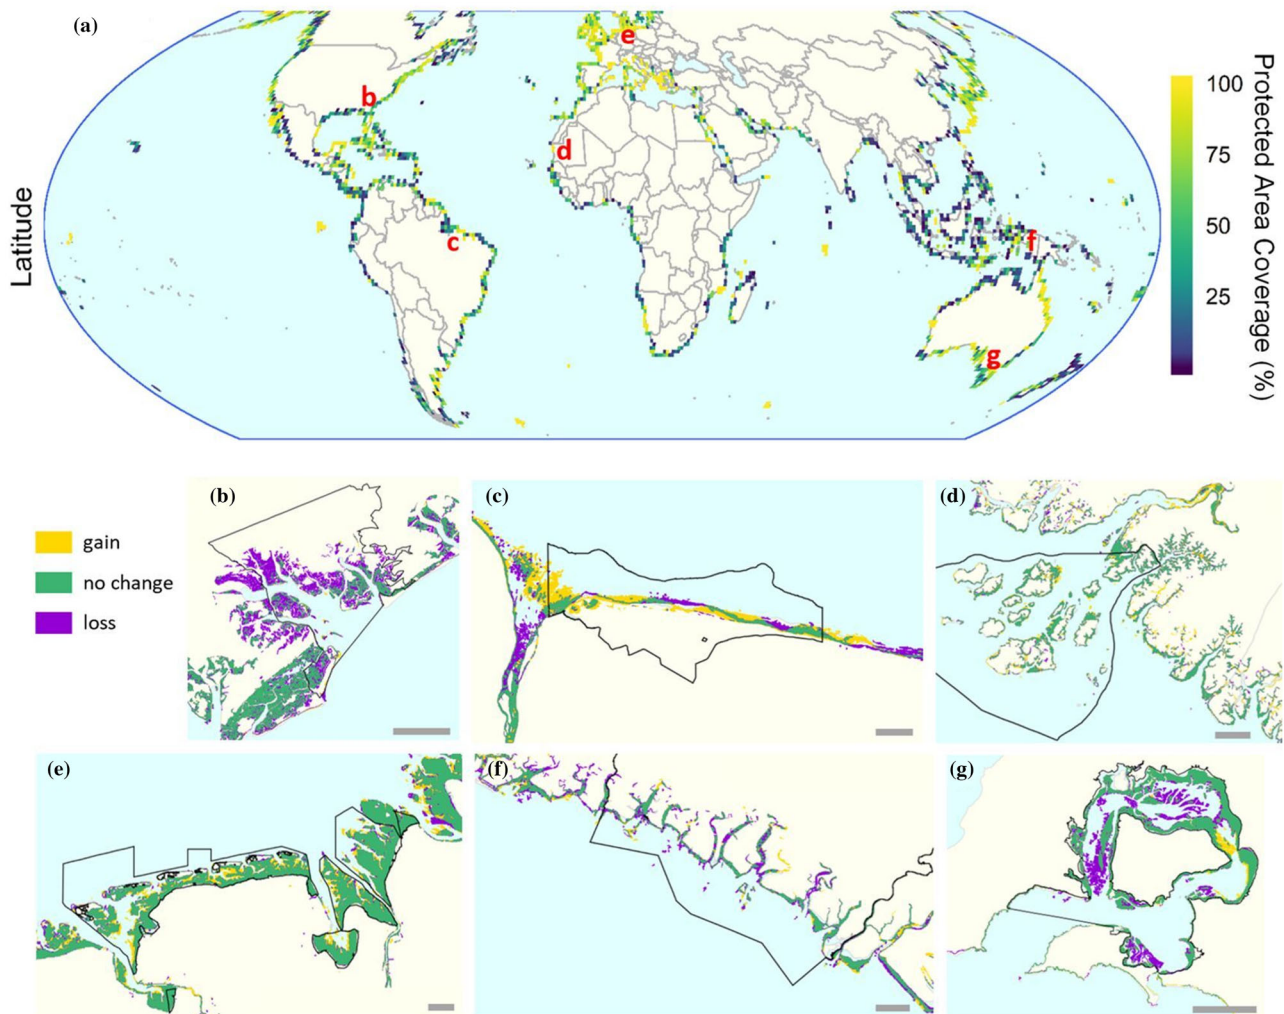 (a)
e
b
d
c
f
g
Latitude
100
75
50
25
Protected Area Coverage (%)
gain
no change
loss
(b)
(c)
(d)
(e)
(f)
(g)